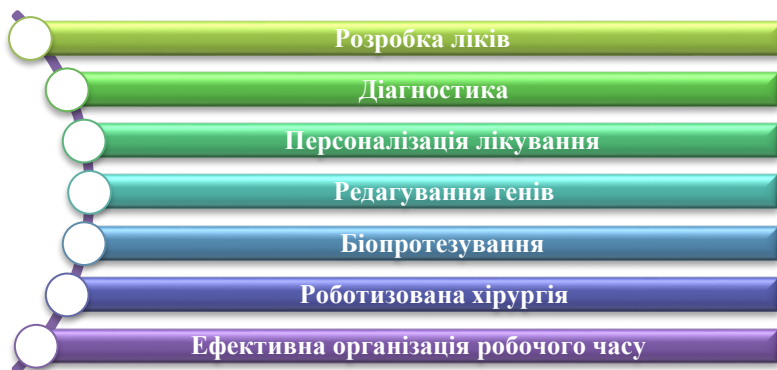 Розробка ліків
Діагностика
Персоналізація лікування
Редагування генів
Біопротезування
Роботизована хірургія
Ефективна організація робочого часу